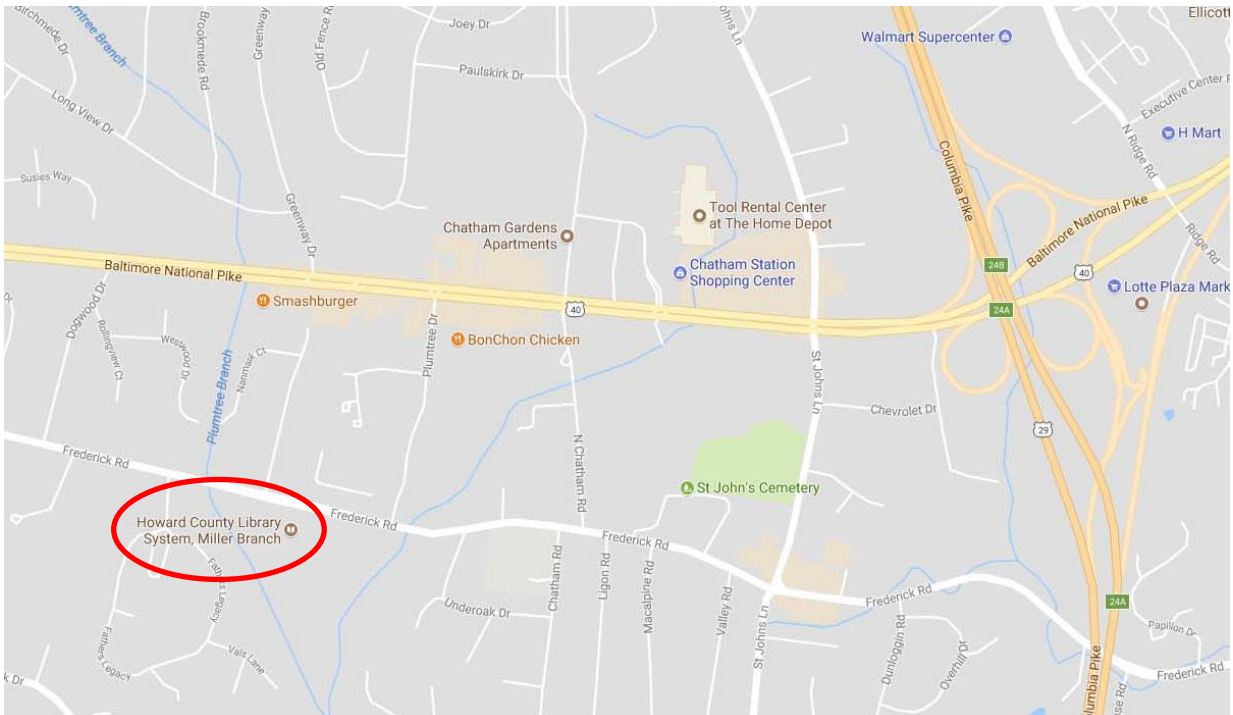 Birchmede Dr
Plumtree Branch
Brookmede Rd
Greenway
Old Fence R
Joey Dr
ohns Ln
Walmart Supercenter
Ellicott
Paulskirk Dr
Long View Dr
Executive Center
H Mart
N Ridge Rd
Columbia Pike
Susies Way
Greenway Dr
Tool Rental Center
at The Home Depot
Chatham Gardens
Apartments
Baltimore National Pike
Ridge Rd
Baltimore National Pike
Chatham Station
Shopping Center
24B
40
Lotte Plaza Mark
Dr
Dogwood Dr
Smashburger
40
24A
Rollingview Ct
Westwood Dr
Nanmark Ct
Plumtree Dr
BonChon Chicken
Plumtree Branch
St Johns Ln
Chevrolet Dr
29
Frederick Rd
N Chatham Rd
St John's Cemetery
Howard County Library
System, Miller Branch
Frederick Rd
Frederick Rd
Fathers Legacy
Chatham Rd
Ligon Rd
Macalpine Rd
Valley Rd
Underoak Dr
Frederick Rd
24A
St Johns Ln
Dunloggin Rd
Overhill Dr
Papillon Dr
Fathers Legacy
Vals Lane
k Dr
umbia Pike
Frederick Rd
se Rd